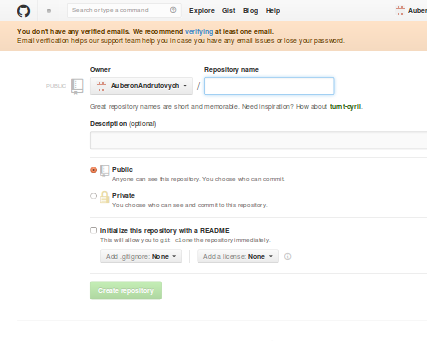 Search or type a command
Explore Gist Blog Help
You don't have any verified emails. We recommend verifying at least one email.
Email verification helps our support team help you in case you have any email issues or lose your password.
Owner
Repository name
PUBLIC
AuberonAndrutovych /
Great repository names are short and memorable. Need inspiration? How about turnt-cyril.
Description (optional)
Public
Anyone can see this repository. You choose who can commit.
Private
You choose who can see and commit to this repository.
Initialize this repository with a README
This will allow you to git clone the repository immediately.
Add .gitignore: None
Add a license: None
Create repository